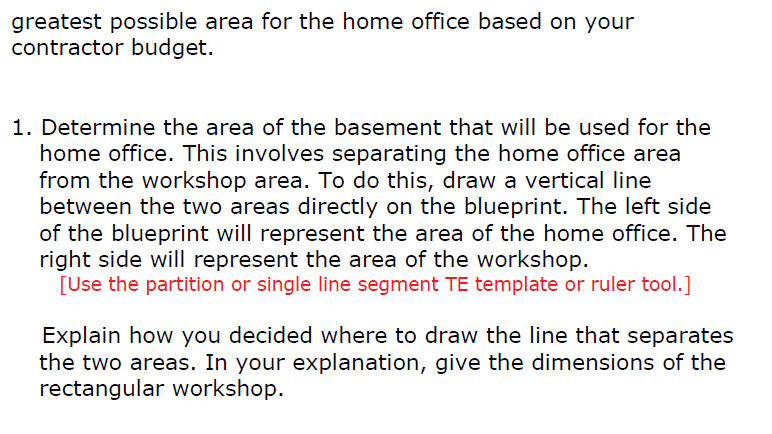 greatest possible area for the home office based on your
contractor budget.
1. Determine the area of the basement that will be used for the
home office. This involves separating the home office area
from the workshop area. To do this, draw a vertical line
between the two areas directly on the blueprint. The left side
of the blueprint will represent the area of the home office. The
right side will represent the area of the workshop.
[Use the partition or single line segment TE template or ruler tool.]
Explain how you decided where to draw the line that separates
the two areas. In your explanation, give the dimensions of the
rectangular workshop.